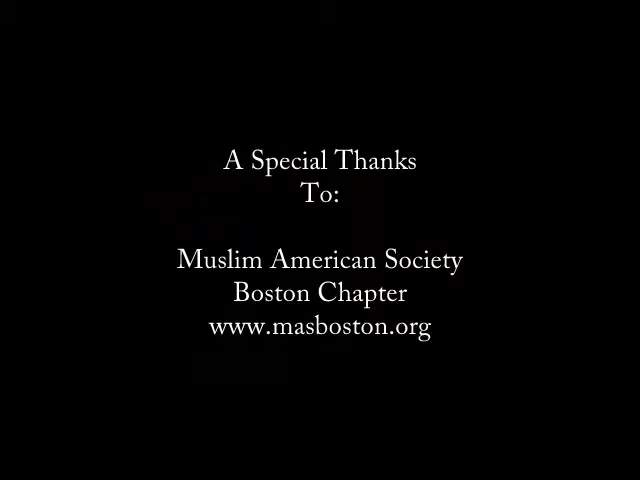 A Special Thanks
To:
Muslim American Society
Boston Chapter
www.masboston.org